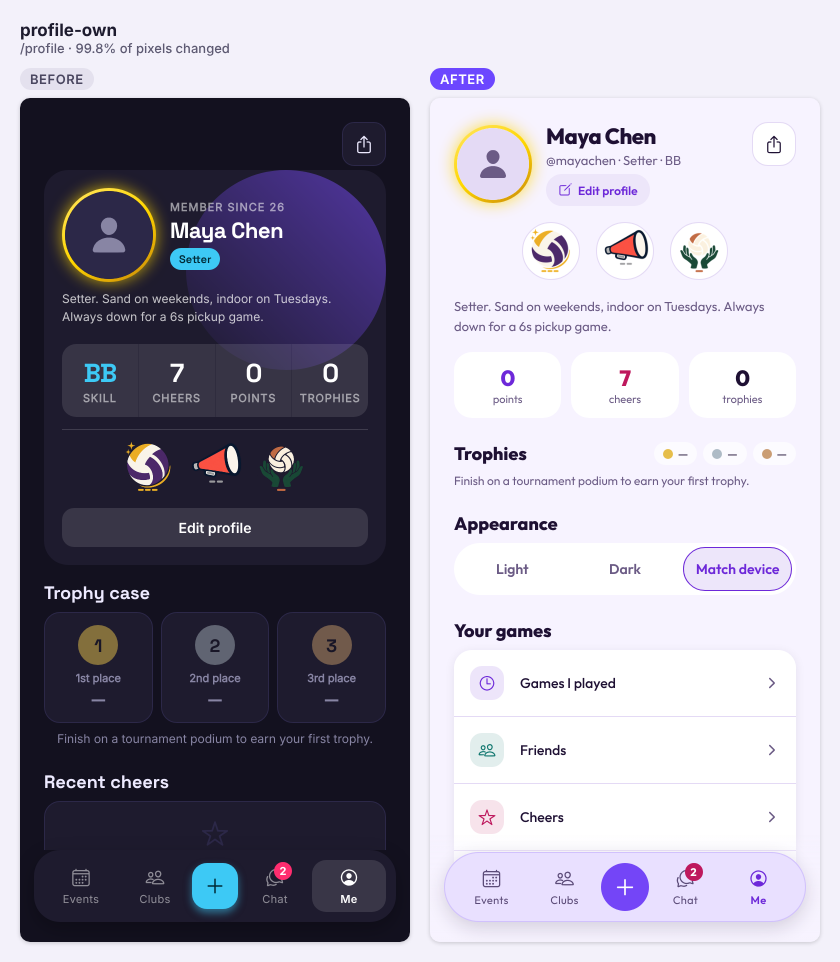 profile-own
/profile · 99.8% of pixels changed
BEFORE
MEMBER SINCE 26
Maya Chen
Setter
Setter. Sand on weekends, indoor on Tuesdays.
Always down for a 6s pickup game.
BB 7 0 0
SKILL CHEERS POINTS TROPHIES
Edit profile
Trophy case
1 2 3
1st place 2nd place 3rd place
— — —
Finish on a tournament podium to earn your first trophy.
Recent cheers
2
Events Clubs Chat Me
AFTER
Maya Chen
@mayachen · Setter · BB
Edit profile
Setter. Sand on weekends, indoor on Tuesdays. Always
down for a 6s pickup game.
0 7 0
points cheers trophies
Trophies — — —
Finish on a tournament podium to earn your first trophy.
Appearance
Light Dark Match device
Your games
Games I played
Friends
Cheers
2
Events Clubs Chat Me